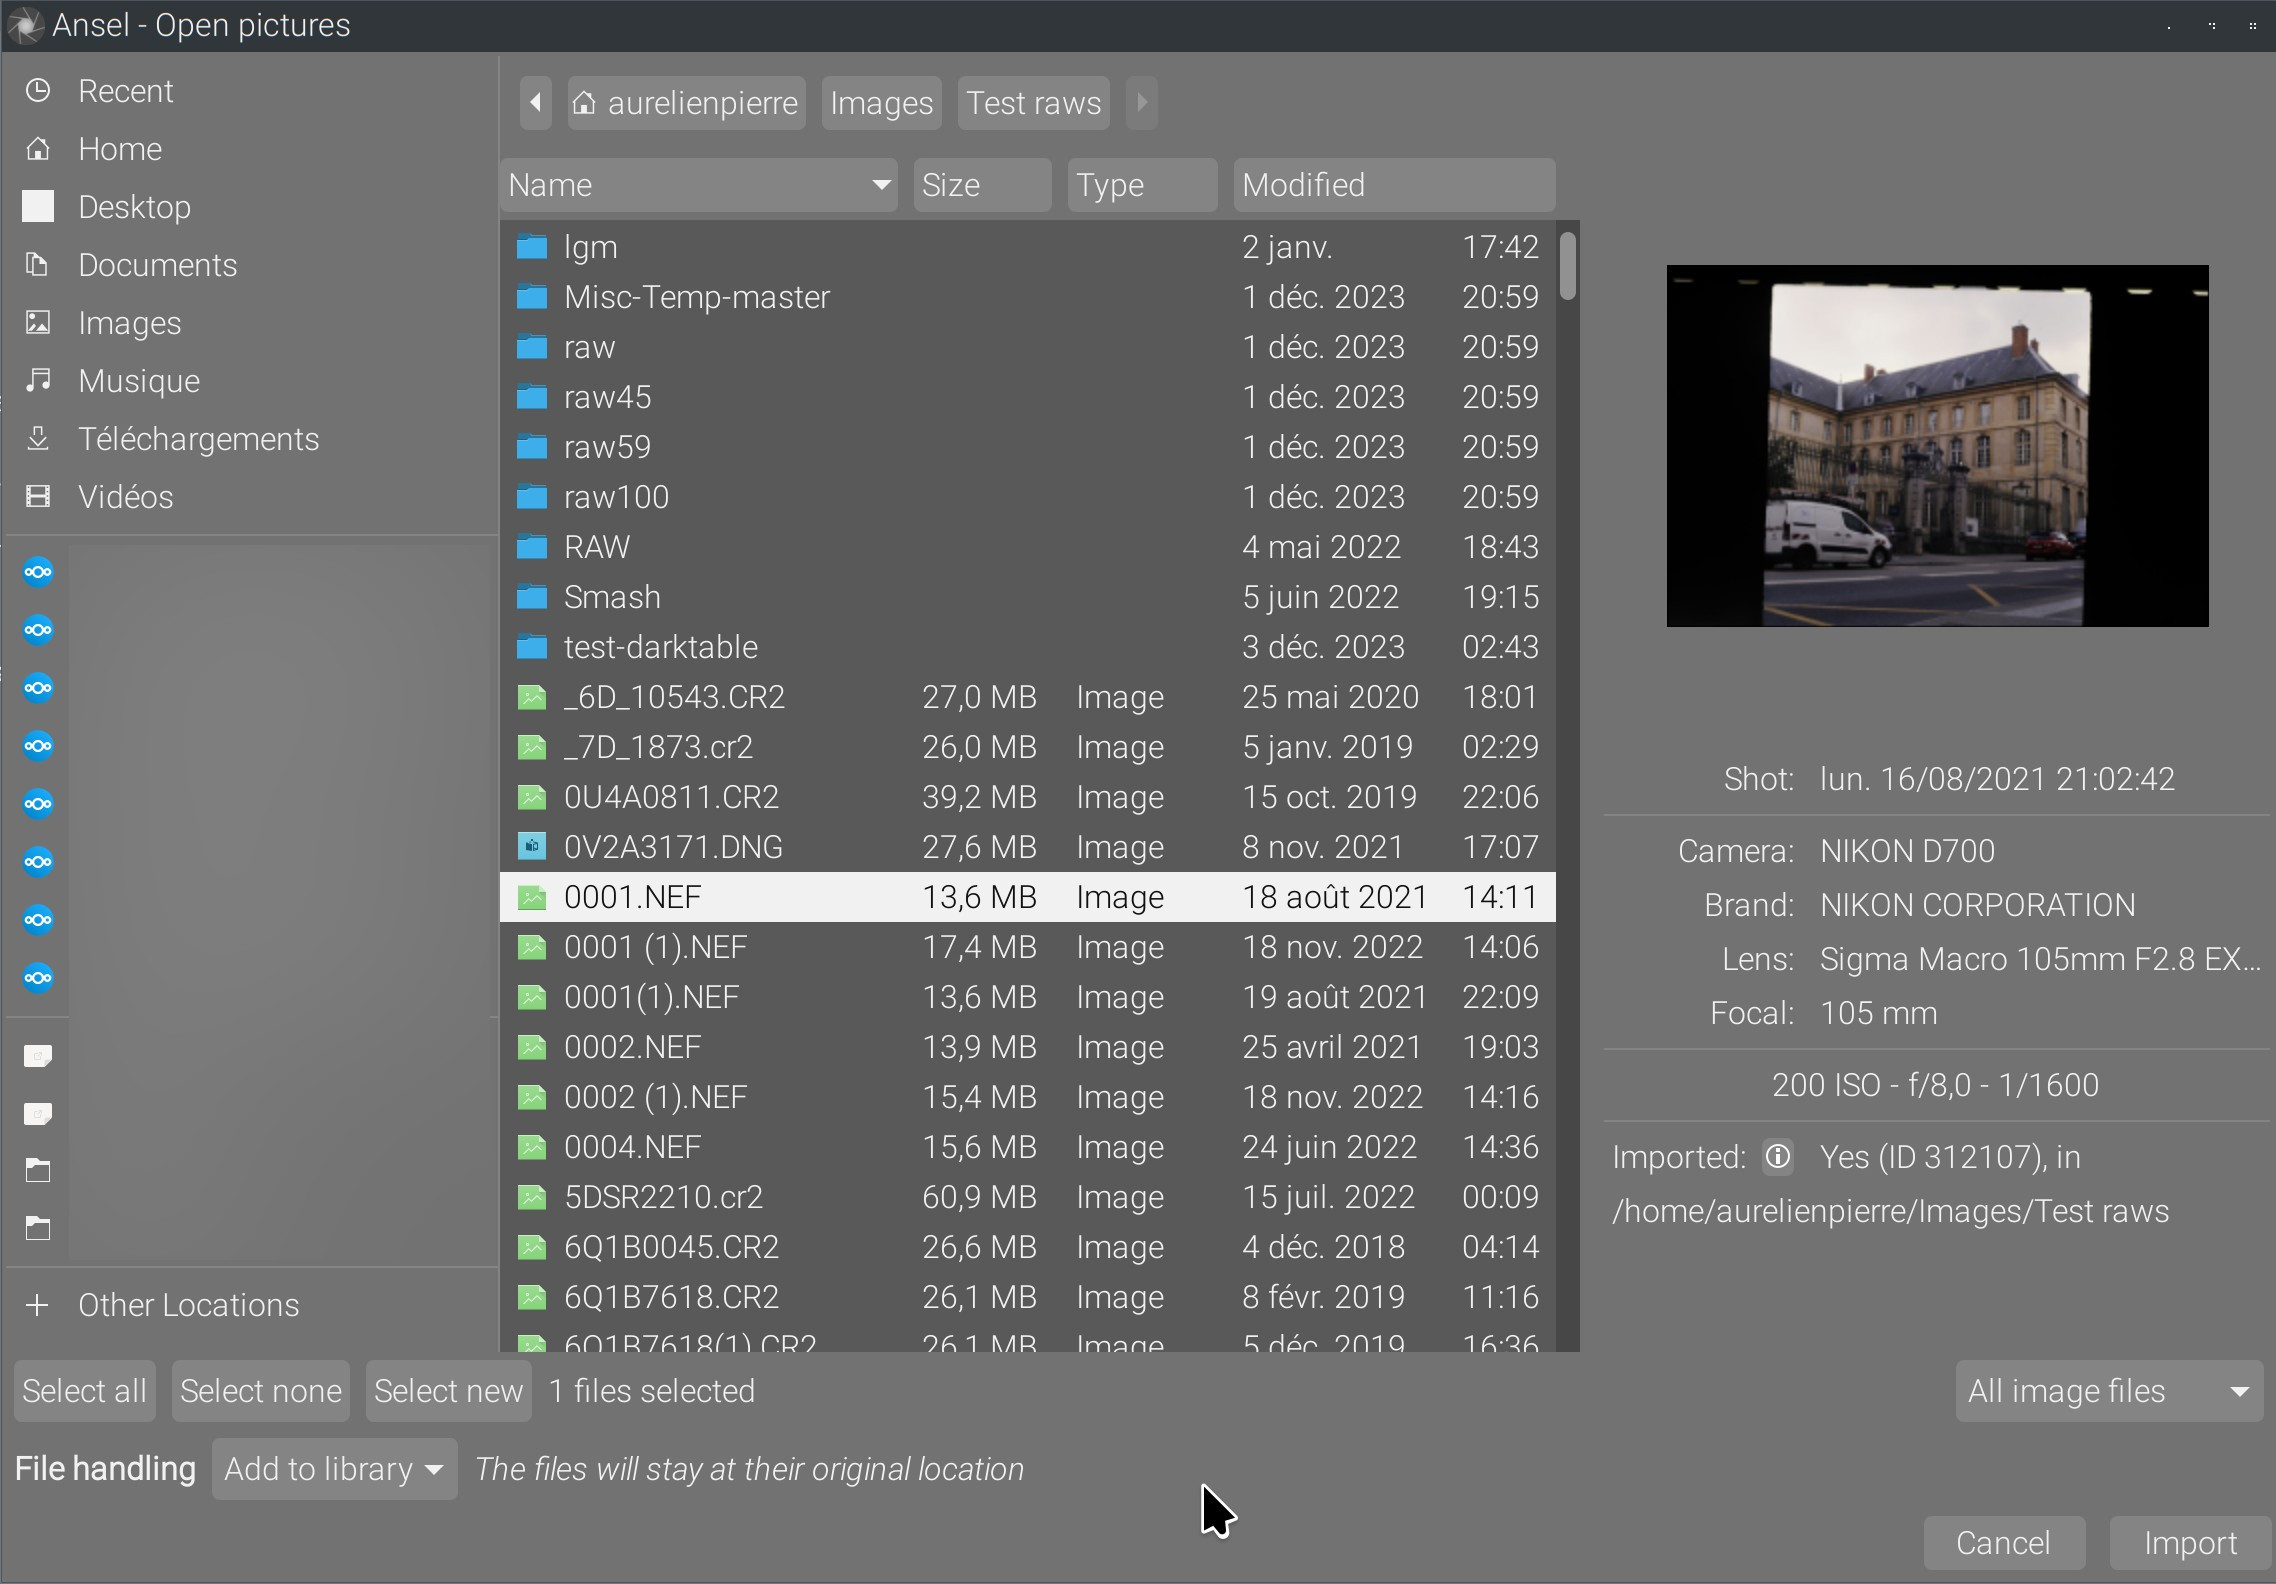 Ansel - Open pictures
Recent
Home
Desktop
Documents
Images
Musique
Téléchargements
Vidéos
Other Locations
aurelienpierre Images Test raws
Name Size Type Modified
lgm 2 janv. 17:42
Misc-Temp-master 1 déc. 2023 20:59
raw 1 déc. 2023 20:59
raw45 1 déc. 2023 20:59
raw59 1 déc. 2023 20:59
raw100 1 déc. 2023 20:59
RAW 4 mai 2022 18:43
Smash 5 juin 2022 19:15
test-darktable 3 déc. 2023 02:43
_6D_10543.CR2 27,0 MB Image 25 mai 2020 18:01
_7D_1873.cr2 26,0 MB Image 5 janv. 2019 02:29
0U4A0811.CR2 39,2 MB Image 15 oct. 2019 22:06
0V2A3171.DNG 27,6 MB Image 8 nov. 2021 17:07
0001.NEF 13,6 MB Image 18 août 2021 14:11
0001 (1).NEF 17,4 MB Image 18 nov. 2022 14:06
0001(1).NEF 13,6 MB Image 19 août 2021 22:09
0002.NEF 13,9 MB Image 25 avril 2021 19:03
0002 (1).NEF 15,4 MB Image 18 nov. 2022 14:16
0004.NEF 15,6 MB Image 24 juin 2022 14:36
5DSR2210.cr2 60,9 MB Image 15 juil. 2022 00:09
6Q1B0045.CR2 26,6 MB Image 4 déc. 2018 04:14
6Q1B7618.CR2 26,1 MB Image 8 févr. 2019 11:16
6Q1B7618(1).CR2 26,1 MB Image 5 déc. 2019 16:36
Shot: lun. 16/08/2021 21:02:42
Camera: NIKON D700
Brand: NIKON CORPORATION
Lens: Sigma Macro 105mm F2.8 EX…
Focal: 105 mm
200 ISO - f/8,0 - 1/1600
Imported: Yes (ID 312107), in
/home/aurelienpierre/Images/Test raws
Select all Select none Select new 1 files selected All image files
File handling Add to library The files will stay at their original location
Cancel Import